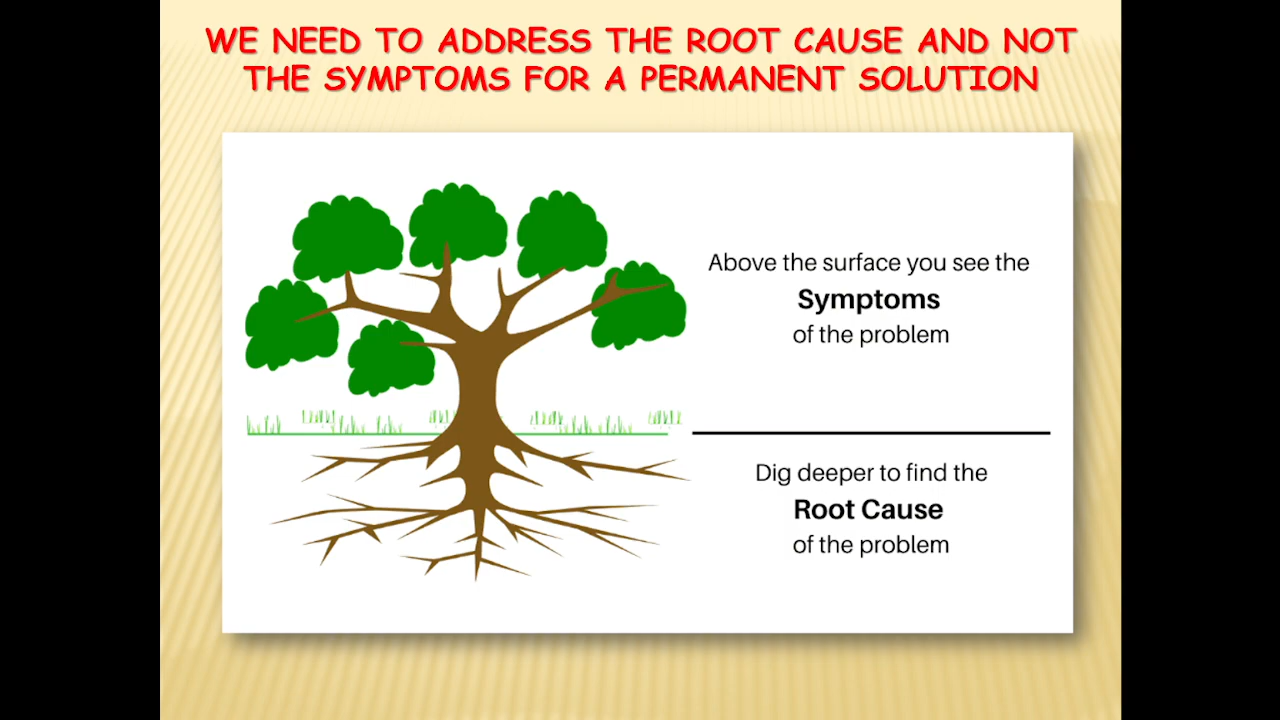 WE NEED TO ADDRESS THE ROOT CAUSE AND NOT
THE SYMPTOMS FOR A PERMANENT SOLUTION
Above the surface you see the
Symptoms
of the problem
Dig deeper to find the
Root Cause
of the problem